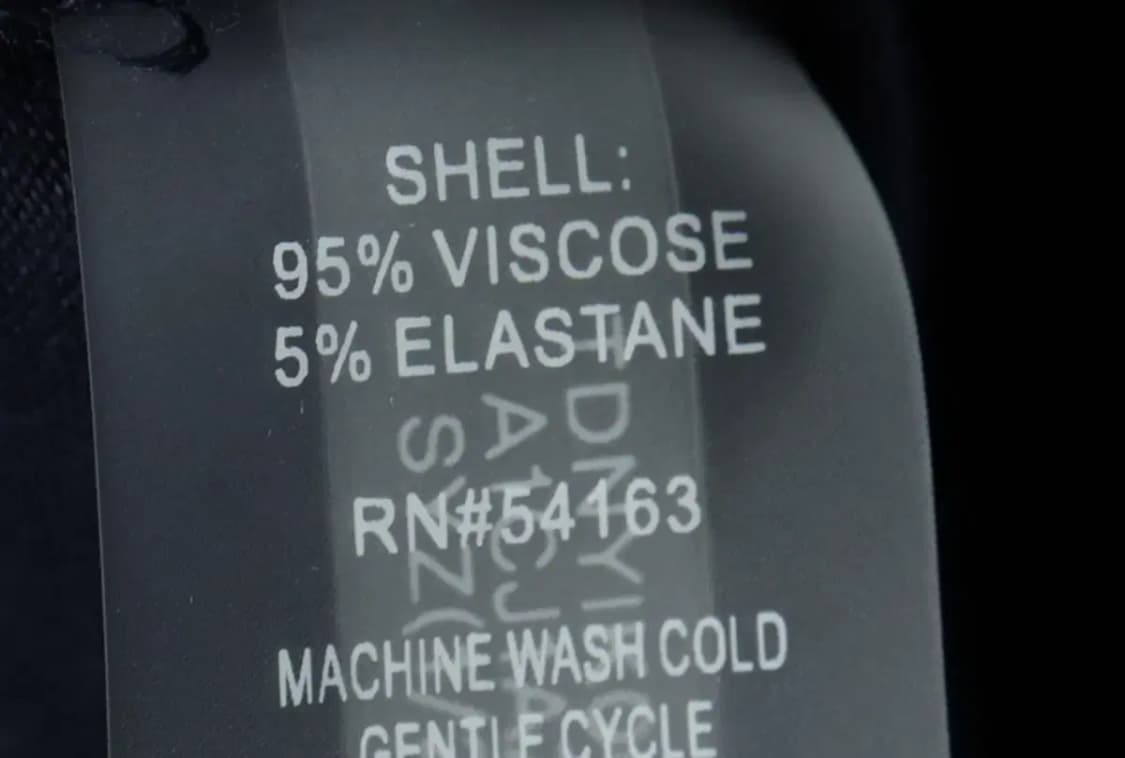 SHELL:
95% VISCOSE
5% ELASTANE
RN#54163
MACHINE WASH COLD
GENTLE CYCLE